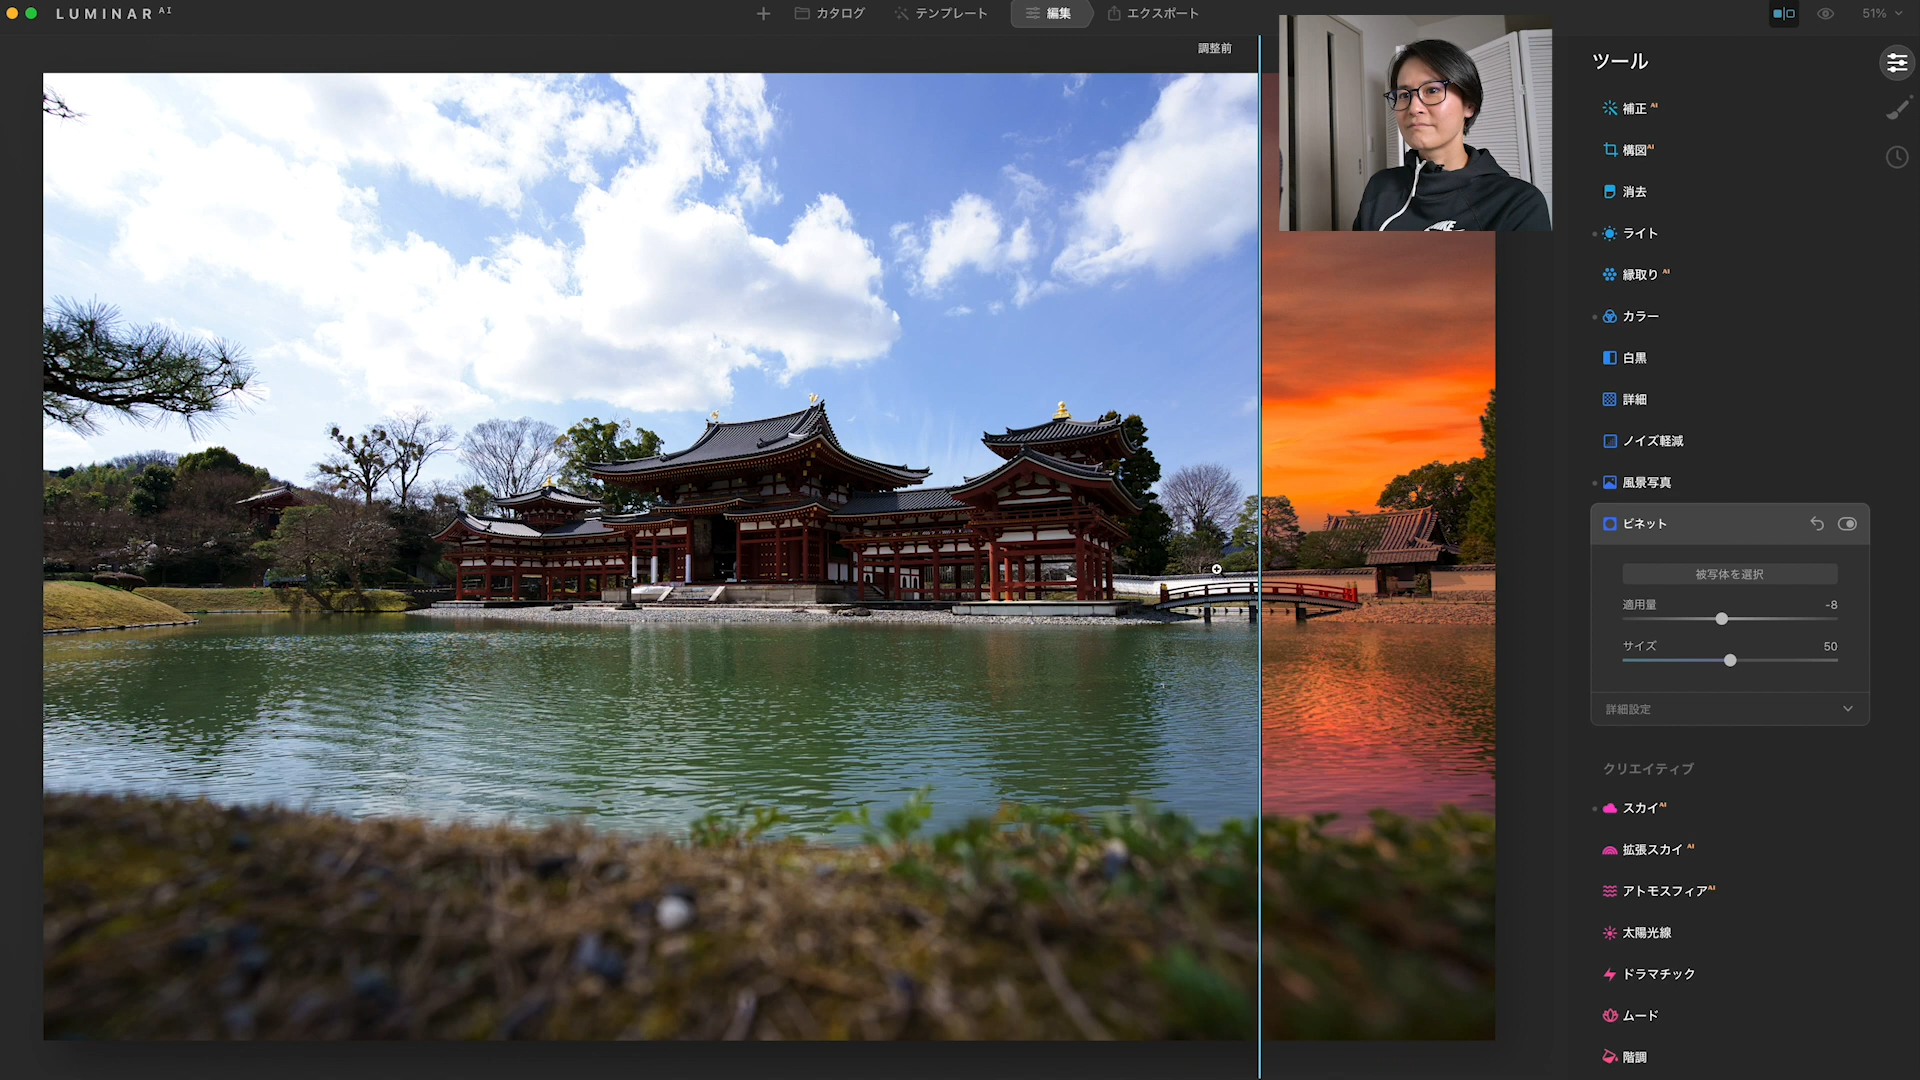 LUMINAR AI
カタログ
テンプレート
編集
エクスポート
51%
調整前
ツール
補正 AI
構図 AI
消去
ライト
縁取り AI
カラー
白黒
詳細
ノイズ軽減
風景写真
ビネット
被写体を選択
適用量 -8
サイズ 50
詳細設定
クリエイティブ
スカイ AI
拡張スカイ AI
アトモスフィア AI
太陽光線
ドラマチック
ムード
階調